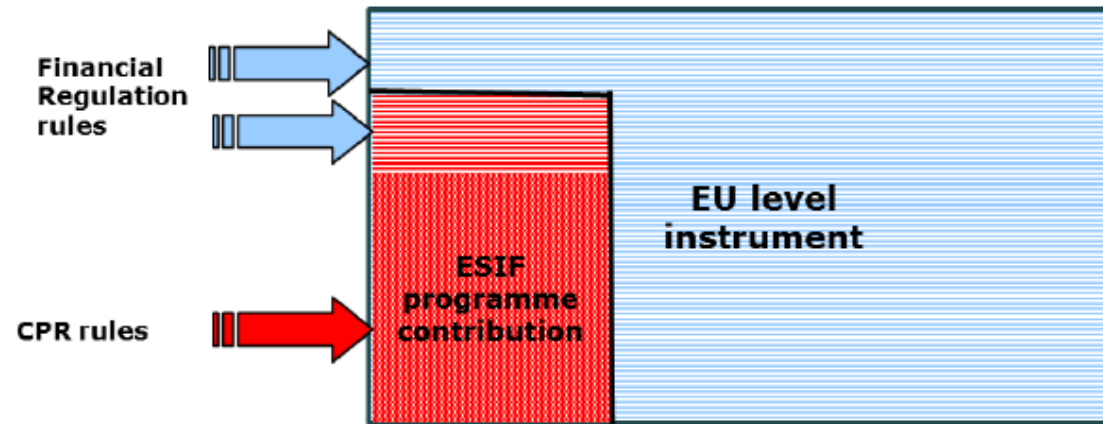 Financial
Regulation
rules
CPR rules
ESIF
programme
contribution
EU level
instrument